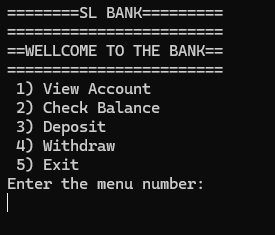 ========SL BANK=========
========================
==WELLCOME TO THE BANK==
========================
1) View Account
2) Check Balance
3) Deposit
4) Withdraw
5) Exit
Enter the menu number: